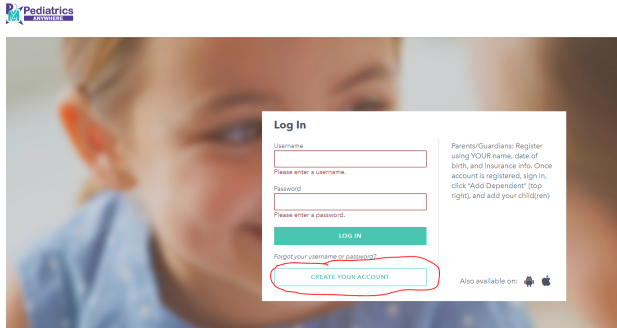 PM Pediatrics
ANYWHERE
Log In
Username
Please enter a username.
Password
Please enter a password.
LOG IN
Forgot your username or password?
CREATE YOUR ACCOUNT
Parents/Guardians: Register
using YOUR name, date of
birth, and insurance info. Once
account is registered, sign in,
click "Add Dependent" (top
right), and add your child(ren)
Also available on: